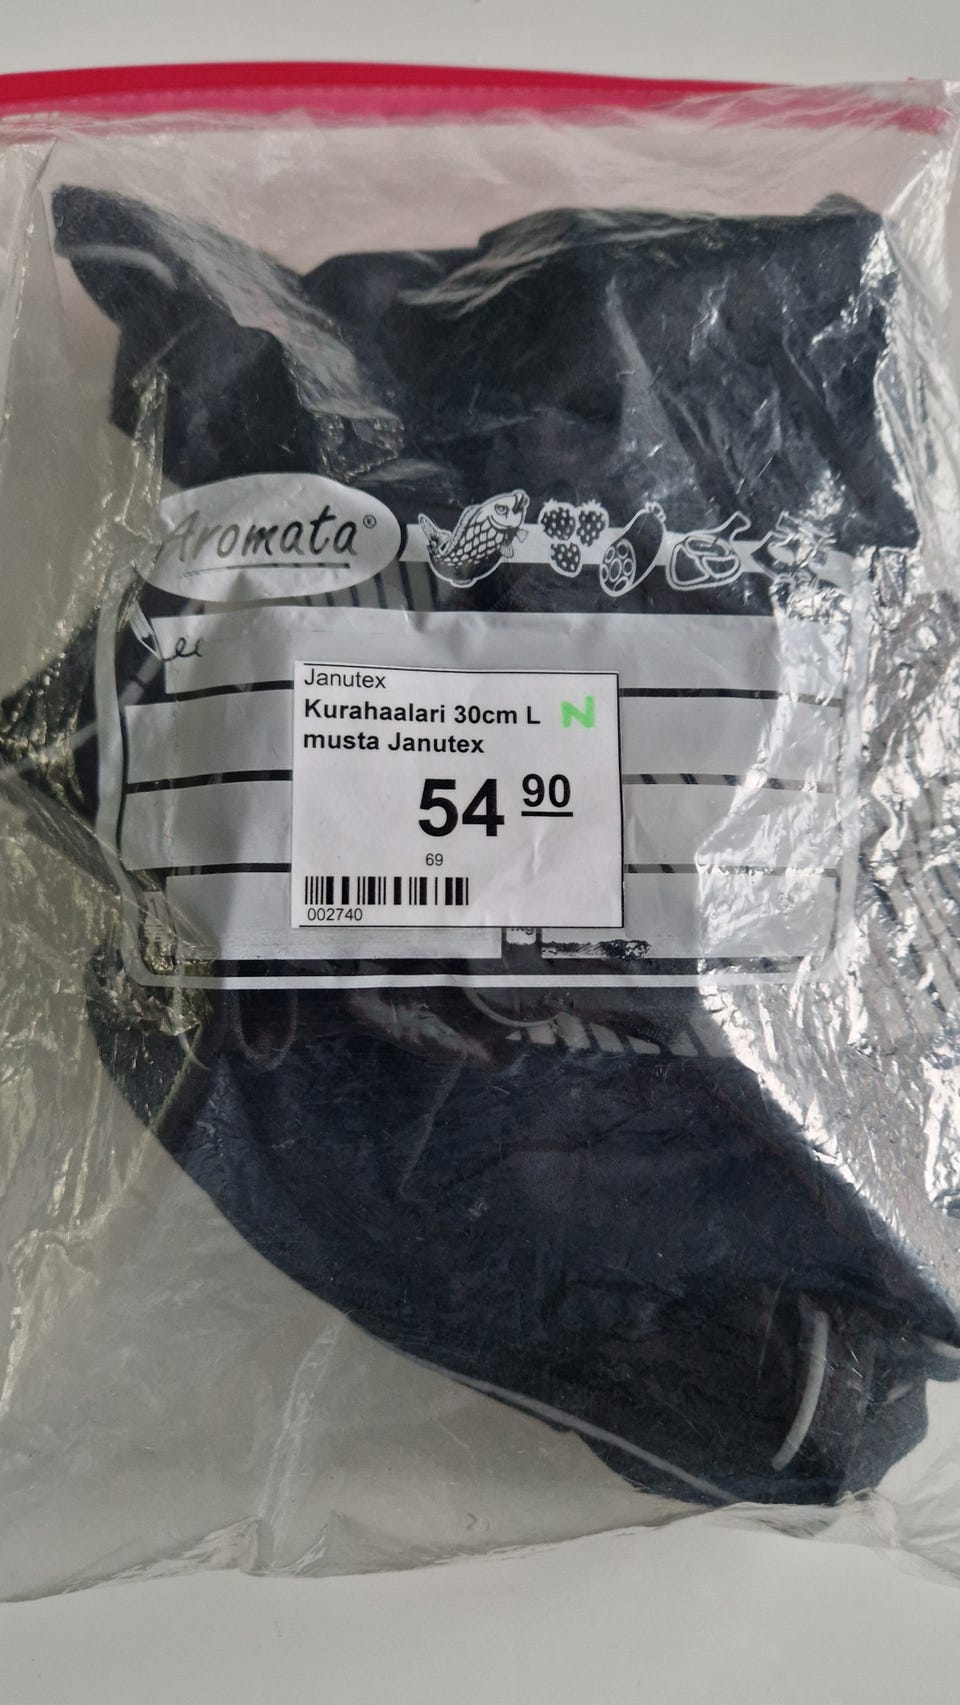 Aromata®
Janutex
Kurahaalari 30cm L N
musta Janutex
54 90
69
002740